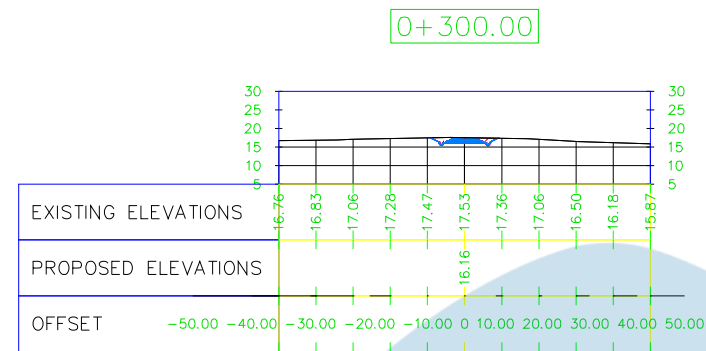 0+300.00
30 30
25 25
20 20
15 15
10 10
5 5
EXISTING ELEVATIONS 16.76 16.83 17.06 17.28 17.47 17.53 17.36 17.06 16.50 16.18 15.87
PROPOSED ELEVATIONS 16.16
OFFSET -50.00 -40.00 -30.00 -20.00 -10.00 0 10.00 20.00 30.00 40.00 50.00